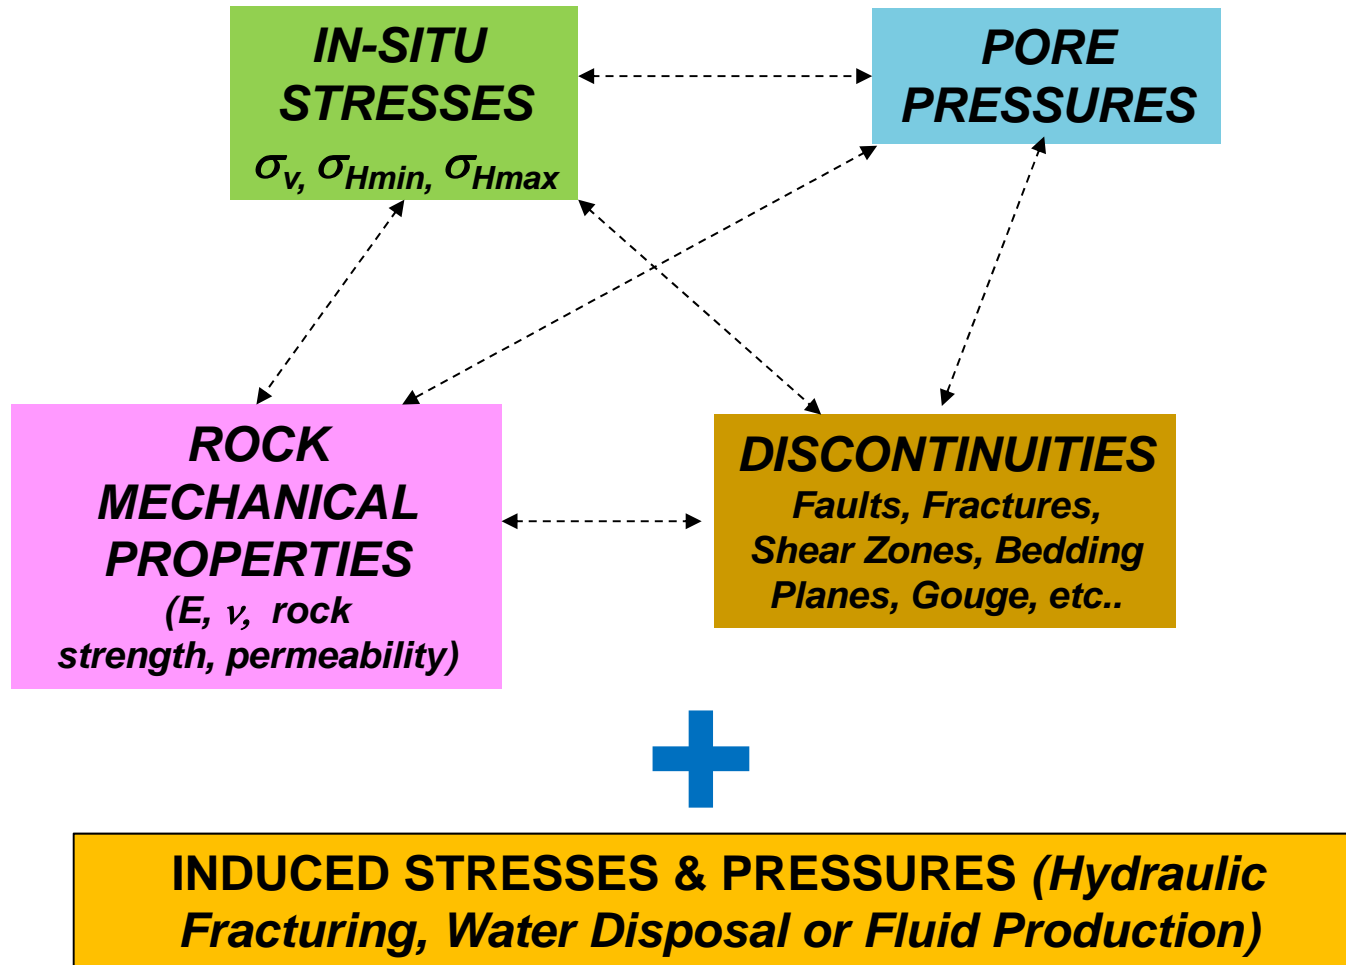 IN-SITU
STRESSES
σv, σHmin, σHmax
PORE
PRESSURES
ROCK
MECHANICAL
PROPERTIES
(E, ν, rock
strength, permeability)
DISCONTINUITIES
Faults, Fractures,
Shear Zones, Bedding
Planes, Gouge, etc..
INDUCED STRESSES & PRESSURES (Hydraulic
Fracturing, Water Disposal or Fluid Production)